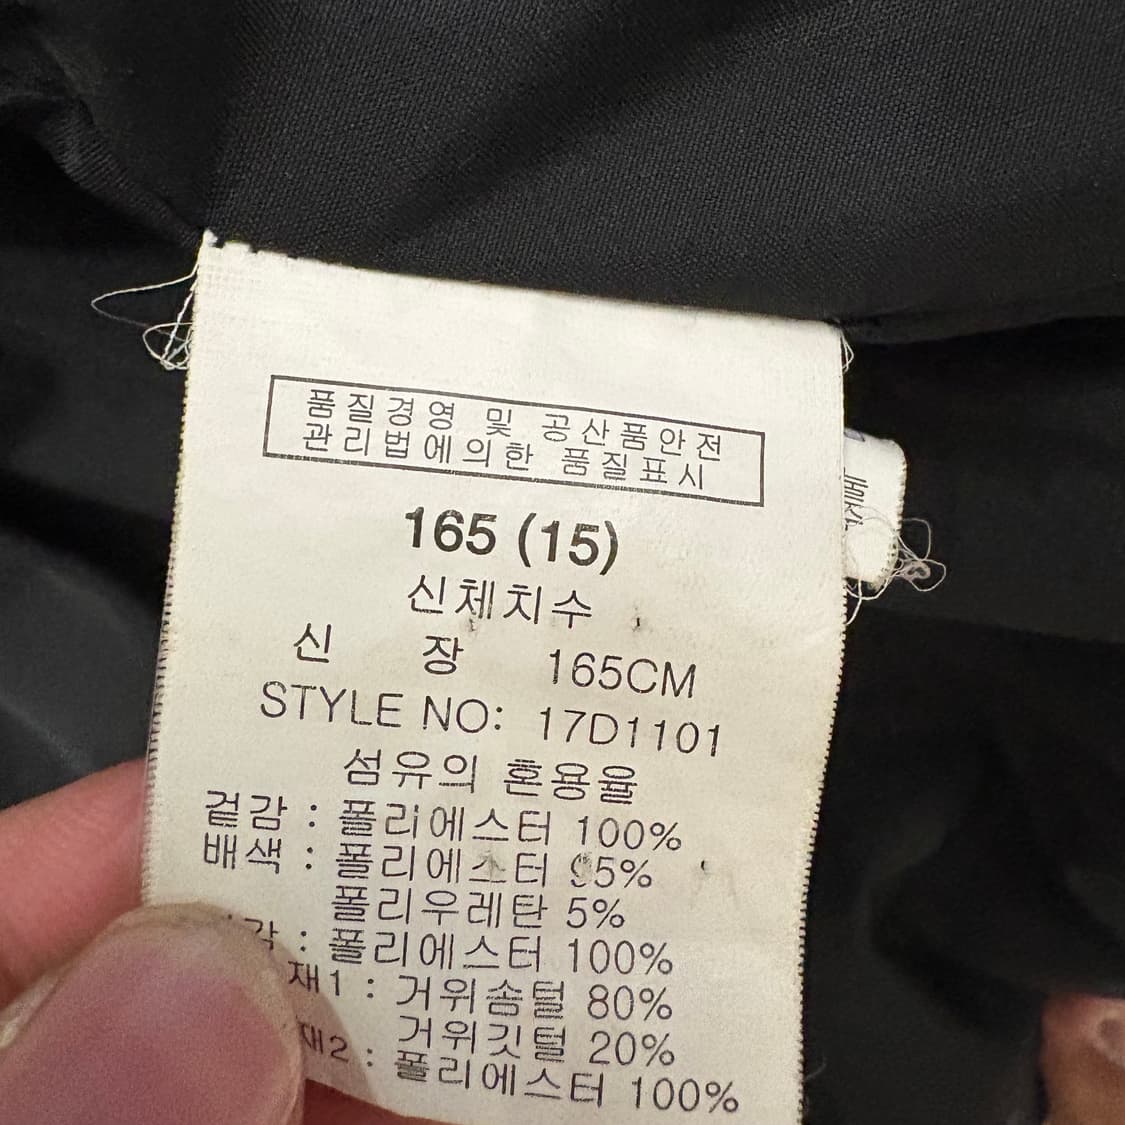 품질경영 및 공산품안전
관리법에의한 품질표시
165 (15)
신체치수
신 장 165CM
STYLE NO: 17D1101
섬유의 혼용율
겉감 : 폴리에스터 100%
배색 : 폴리에스터 95%
폴리우레탄 5%
: 폴리에스터 100%
재1 : 거위솜털 80%
거위깃털 20%
재2 : 폴리에스터 100%